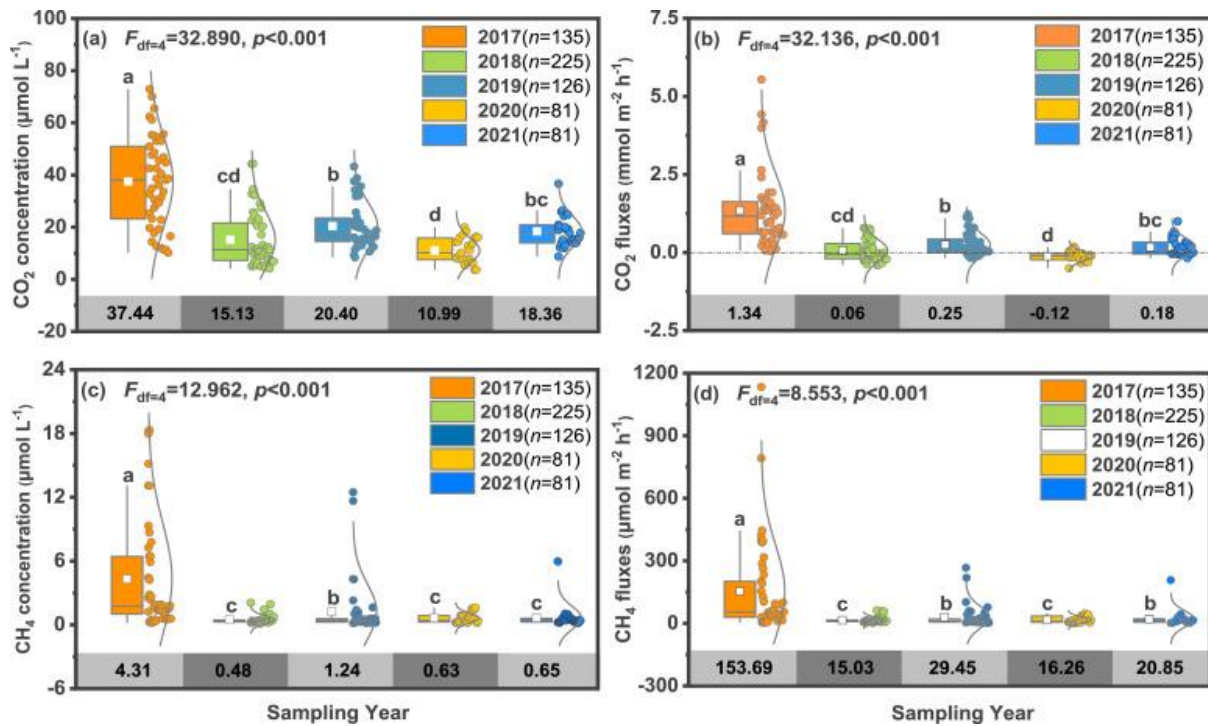 (a) F df=4=32.890, p<0.001
2017(n=135)
2018(n=225)
2019(n=126)
2020(n=81)
2021(n=81)
CO2 concentration (μmol L-1)
100
80
60
40
20
0
-20
a
cd
b
d
bc
37.44 15.13 20.40 10.99 18.36
(b) F df=4=32.136, p<0.001
2017(n=135)
2018(n=225)
2019(n=126)
2020(n=81)
2021(n=81)
CO2 fluxes (mmol m-2 h-1)
7.5
5.0
2.5
0.0
-2.5
a
cd
b
d
bc
1.34 0.06 0.25 -0.12 0.18
(c) F df=4=12.962, p<0.001
2017(n=135)
2018(n=225)
2019(n=126)
2020(n=81)
2021(n=81)
CH4 concentration (μmol L-1)
24
18
12
6
0
-6
a
c
b
c
c
4.31 0.48 1.24 0.63 0.65
Sampling Year
(d) F df=4=8.553, p<0.001
2017(n=135)
2018(n=225)
2019(n=126)
2020(n=81)
2021(n=81)
CH4 fluxes (μmol m-2 h-1)
1200
900
600
300
0
-300
a
c
b
c
b
153.69 15.03 29.45 16.26 20.85
Sampling Year